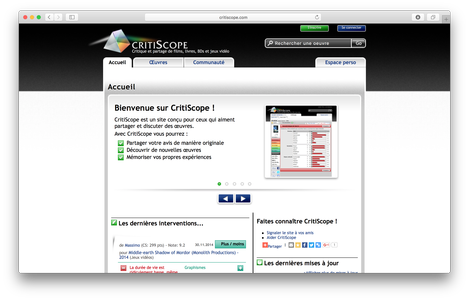 critiscope.com
S'inscrire
Se connecter
CRITISCOPE
Critique et partage de films, livres, BDs et jeux vidéo
Rechercher une oeuvre
Go
Accueil
Œuvres
Communauté
Espace perso
Accueil
Bienvenue sur CritiScope !
CritiScope est un site conçu pour ceux qui aiment
partager et discuter des œuvres.
Avec CritiScope vous pourrez :
Partager votre avis de manière originale
Découvrir de nouvelles œuvres
Mémoriser vos propres expériences
Les dernières interventions...
de Massimo (CS: 299 pts) - Note: 9.2
30.11.2014
Plus / moins
pour Middle-earth Shadow of Mordor (Monolith Productions) -
2014 (Jeux vidéos)
La durée de vie est
Graphismes
Faites connaître CritiScope !
Signaler le site à vos amis
Aider CritiScope
Partager
Les dernières mises à jour